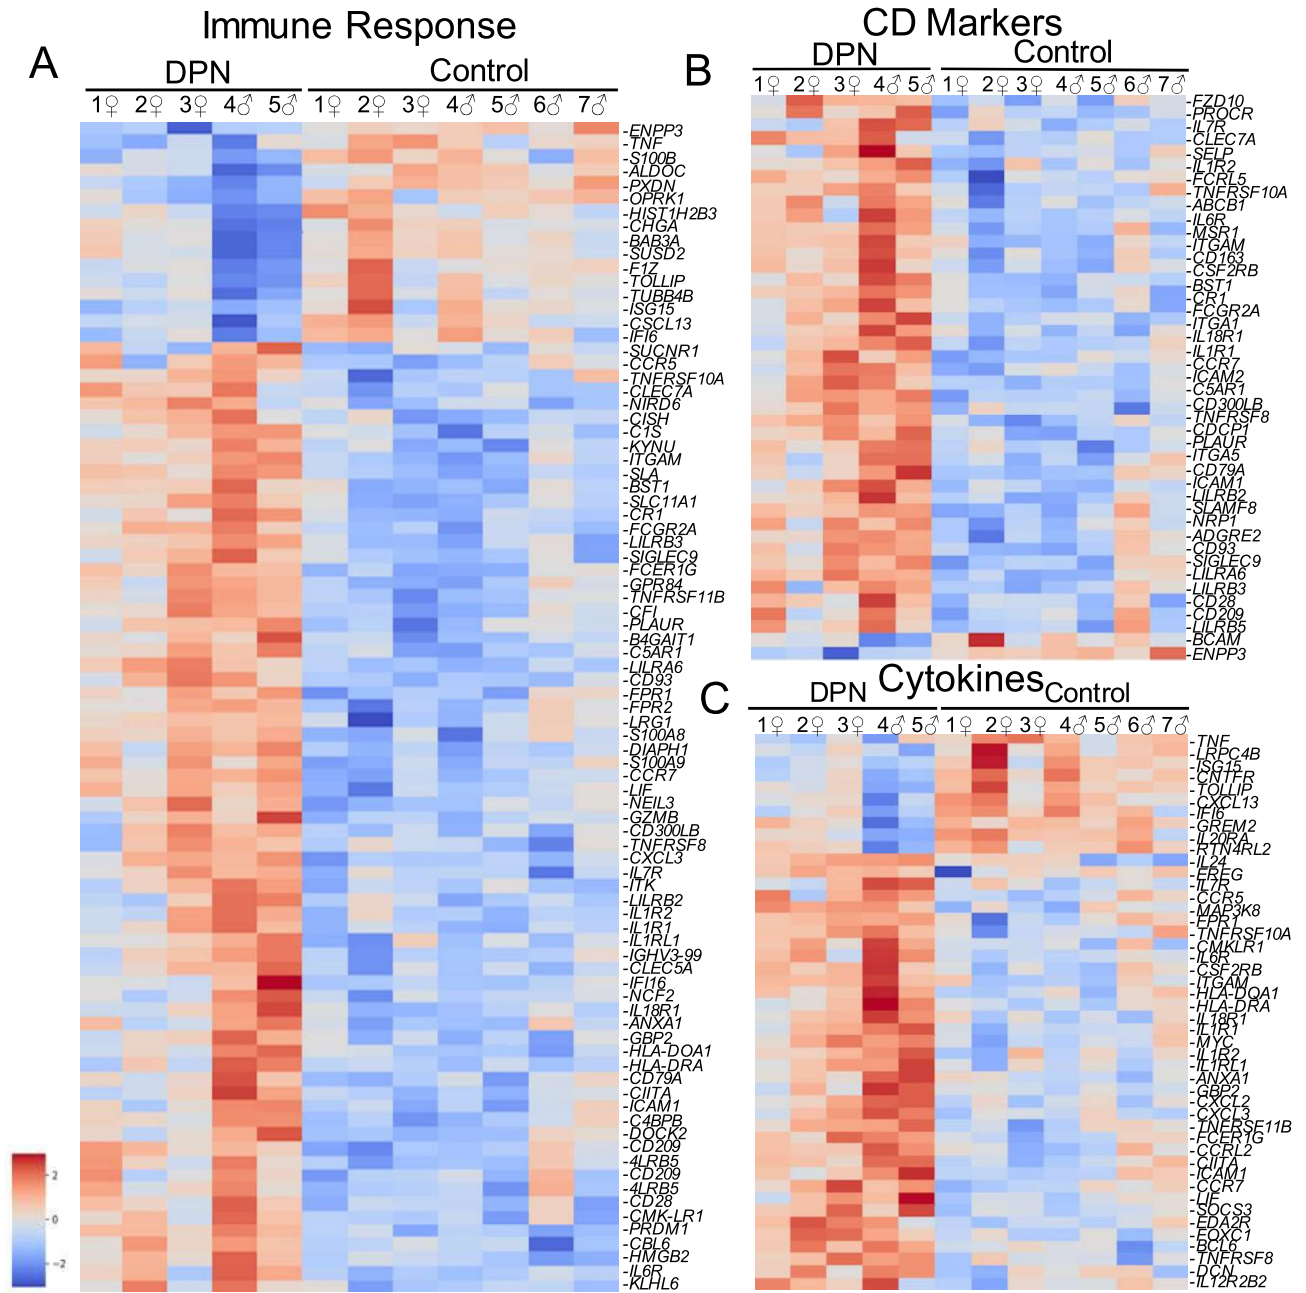 Immune Response
A
DPN Control
1♀ 2♀ 3♀ 4♂ 5♂ 1♀ 2♀ 3♀ 4♂ 5♂ 6♀ 7♂
-ENPP3
-TNF
-S100B
-ALDOC
-PXDN
-OPRK1
-HIST1H2B3
-CHGA
-BAB3A
-SUSD2
-F1Z
-TOLLIP
-TUBB4B
-ISG15
-CSCL13
-IFI6
-SUCNR1
-CCR5
-TNFRSF10A
-CLEC7A
-NIRD6
-CISH
-C1S
-KYNU
-ITGAM
-SLA
-BST1
-SLC11A1
-CR1
-FCGR2A
-LILRB3
-SIGLEC9
-FCER1G
-GPR84
-TNFRSF11B
-CFI
-PLAUR
-B4GAIT1
-C5AR1
-LILRA6
-CD93
-FPR1
-FPR2
-LRG1
-S100A8
-DIAPH1
-S100A9
-CCR7
-LIF
-NEIL3
-GZMB
-CD300LB
-TNFRSF8
-CXCL3
-IL7R
-ITK
-LILRB2
-IL1R2
-IL1R1
-IL1RL1
-IGHV3-99
-CLEC5A
-IFI16
-NCF2
-IL18R1
-ANXA1
-GBP2
-HLA-DOA1
-HLA-DRA
-CD79A
-CIITA
-ICAM1
-C4BPB
-DOCK2
-CD209
-4LRB5
-CD209
-4LRB5
-CD28
-CMK-LR1
-PRDM1
-CBL6
-HMGB2
-IL6R
-KLHL6
2
0
-2
CD Markers
B
DPN Control
1♀ 2♀ 3♀ 4♂ 5♂ 1♀ 2♀ 3♀ 4♂ 5♂ 6♀ 7♂
-FZD10
-PROCR
-IL7R
-CLEC7A
-SELP
-IL1R2
-FCRL5
-TNFRSF10A
-ABCB1
-IL6R
-MSR1
-ITGAM
-CD163
-CSF2RB
-BST1
-CR1
-FCGR2A
-ITGA1
-IL18R1
-IL1R1
-CCR7
-ICAM2
-C5AR1
-CD300LB
-TNFRSF8
-CDCP1
-PLAUR
-ITGA5
-CD79A
-ICAM1
-LILRB2
-SLAMF8
-NRP1
-ADGRE2
-CD93
-SIGLEC9
-LILRA6
-LILRB3
-CD28
-CD209
-LILRB5
-BCAM
-ENPP3
Cytokines
C
DPN Control
1♀ 2♀ 3♀ 4♂ 5♂ 1♀ 2♀ 3♀ 4♂ 5♂ 6♀ 7♂
-TNF
-LRPC4B
-ISG15
-CNTFR
-TOLLIP
-CXCL13
-IFI6
-GREM2
-IL20RA
-RTN4RL2
-IL24
-EREG
-IL7R
-CCR5
-MAP3K8
-FPR1
-TNFRSF10A
-CMKLR1
-IL6R
-CSF2RB
-ITGAM
-HLA-DQA1
-HLA-DRA
-IL18R1
-IL1R1
-MYC
-IL1R2
-IL1RL1
-ANXA1
-GBP2
-CXCL2
-CXCL3
-TNFRSF11B
-FCER1G
-CCRL2
-CIITA
-ICAM1
-CCR7
-LIF
-SOCS3
-EDA2R
-FOXC1
-BCL6
-TNFRSF8
-DCN
-IL12R2B2